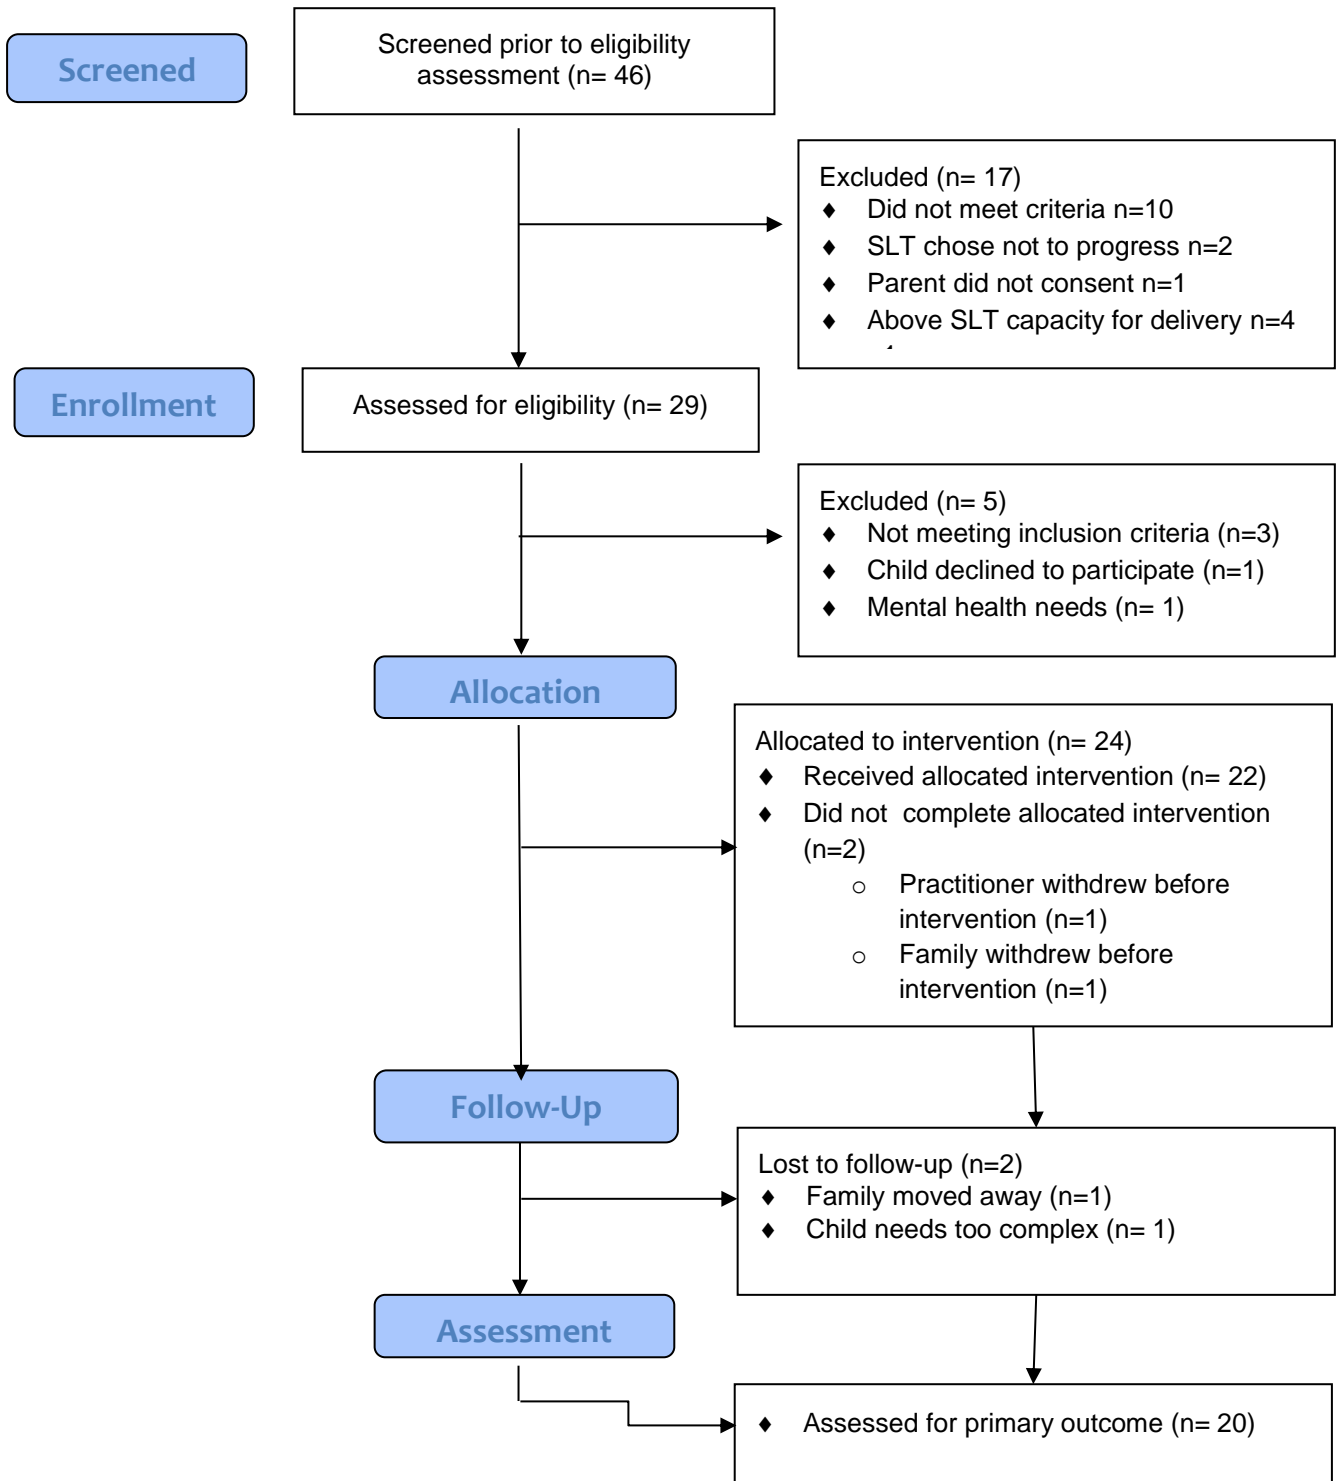 Screened
Screened prior to eligibility
assessment (n= 46)
Excluded (n= 17)
♦ Did not meet criteria n=10
♦ SLT chose not to progress n=2
♦ Parent did not consent n=1
♦ Above SLT capacity for delivery n=4
Enrollment
Assessed for eligibility (n= 29)
Excluded (n= 5)
♦ Not meeting inclusion criteria (n=3)
♦ Child declined to participate (n=1)
♦ Mental health needs (n= 1)
Allocation
Allocated to intervention (n= 24)
♦ Received allocated intervention (n= 22)
♦ Did not complete allocated intervention
(n=2)
o Practitioner withdrew before
intervention (n=1)
o Family withdrew before
intervention (n=1)
Follow-Up
Lost to follow-up (n=2)
♦ Family moved away (n=1)
♦ Child needs too complex (n= 1)
Assessment
♦ Assessed for primary outcome (n= 20)